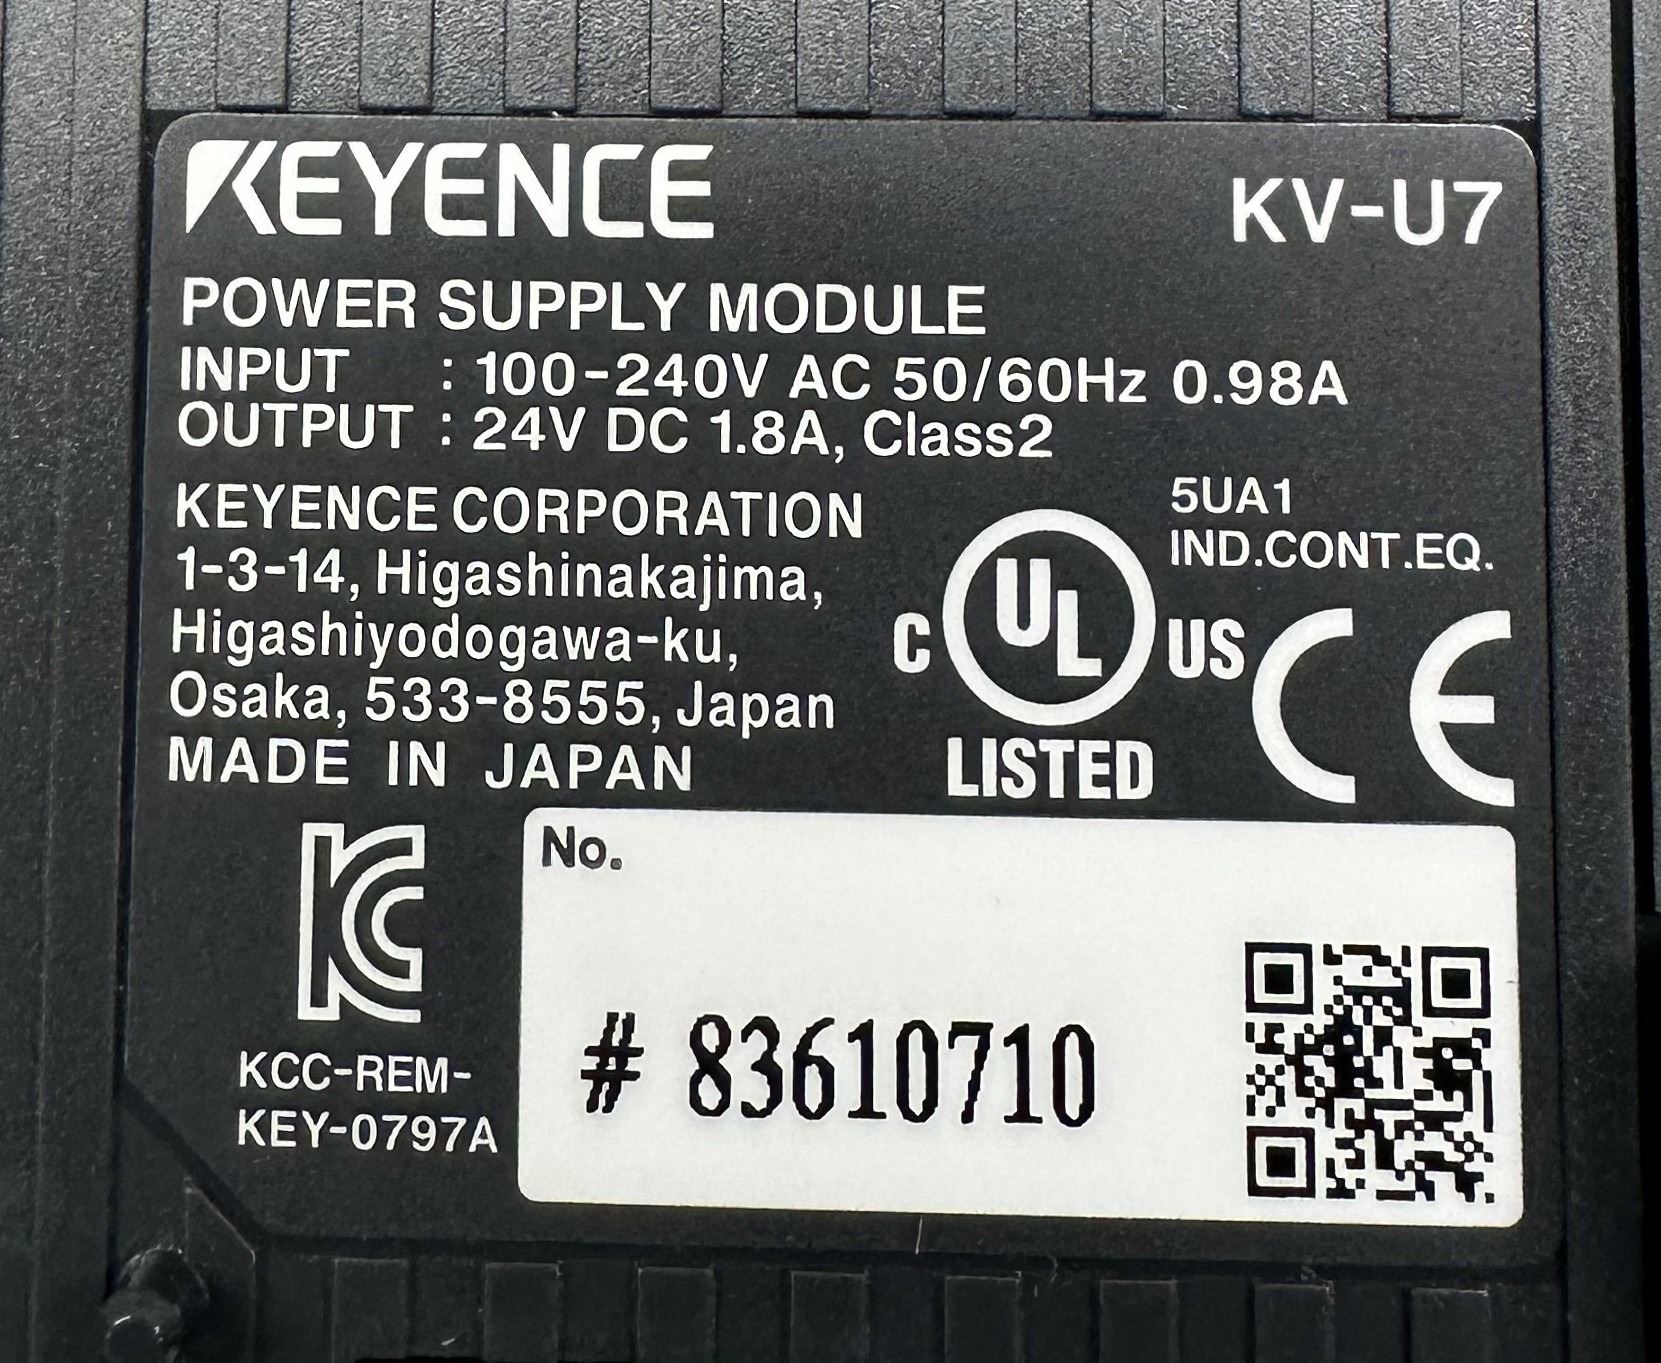 KEYENCE
KV-U7
POWER SUPPLY MODULE
INPUT : 100-240V AC 50/60Hz 0.98A
OUTPUT : 24V DC 1.8A, Class2
KEYENCE CORPORATION
1-3-14, Higashinakajima,
Higashiyodogawa-ku,
Osaka, 533-8555, Japan
MADE IN JAPAN
5UA1
IND.CONT.EQ.
C UL US
LISTED
CE
KC
KCC-REM-
KEY-0797A
No.
# 83610710